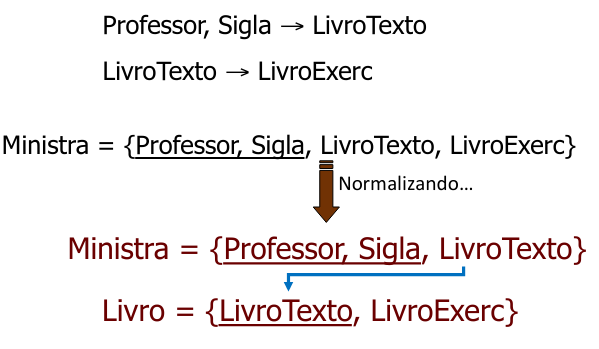 Professor, Sigla → LivroTexto
LivroTexto → LivroExerc
Ministra = {Professor, Sigla, LivroTexto, LivroExerc}
Normalizando...
Ministra = {Professor, Sigla, LivroTexto}
Livro = {LivroTexto, LivroExerc}